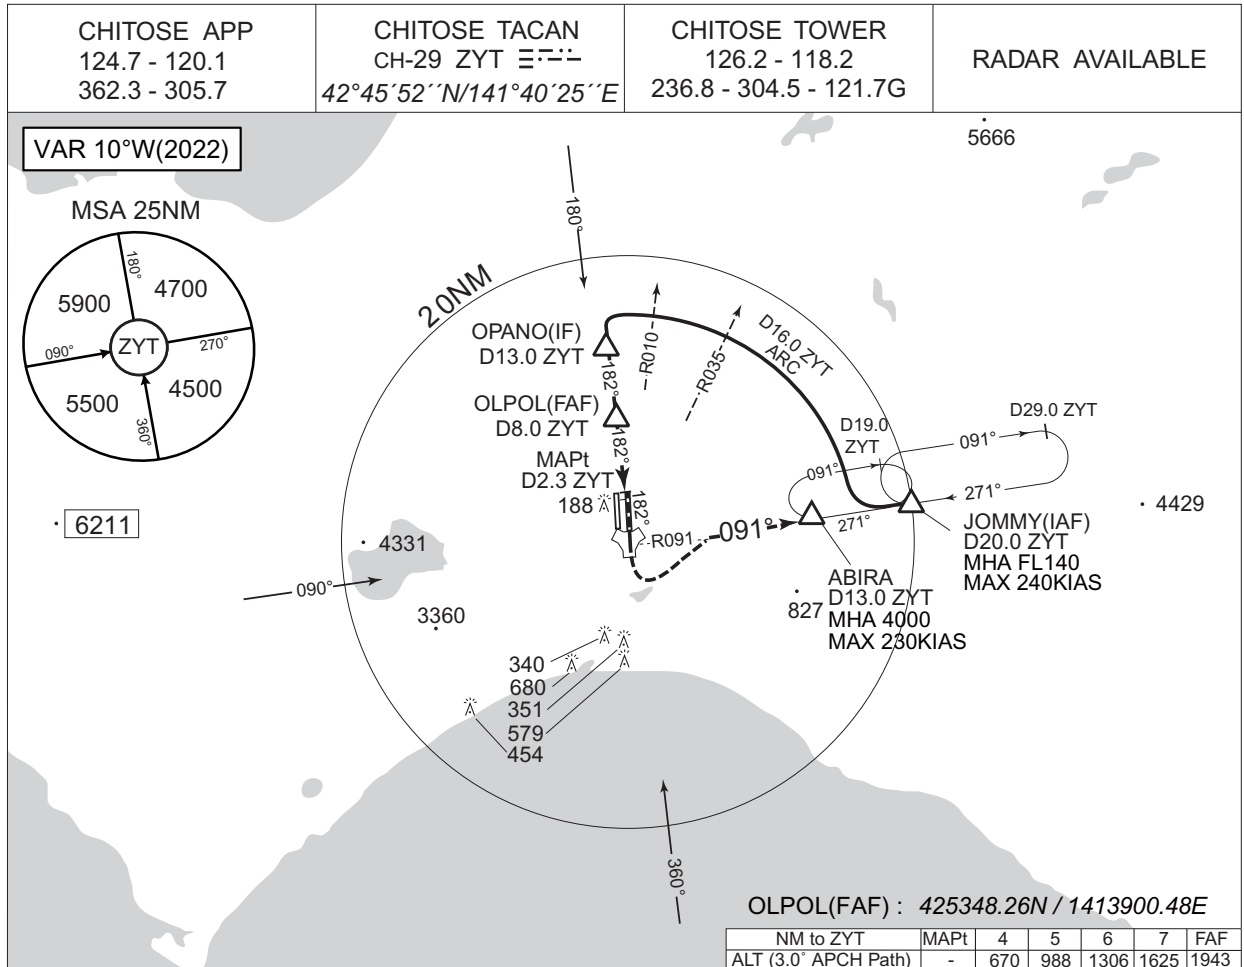 CHITOSE APP
124.7 - 120.1
362.3 - 305.7
CHITOSE TACAN
CH-29 ZYT
42°45´52´´N/141°40´25´´E
CHITOSE TOWER
126.2 - 118.2
236.8 - 304.5 - 121.7G
RADAR AVAILABLE
VAR 10°W(2022)
MSA 25NM
180°
5900
4700
090°
ZYT
270°
5500
4500
360°
5666
180°
20NM
OPANO(IF)
D13.0 ZYT
R010
R035
D16.0 ZYT
ARC
182°
OLPOL(FAF)
D8.0 ZYT
182°
MAPt
D2.3 ZYT
188
182°
D19.0
ZYT
D29.0 ZYT
091°
091°
271°
271°
R091
091°
JOMMY(IAF)
D20.0 ZYT
MHA FL140
MAX 240KIAS
4429
6211
4331
090°
ABIRA
D13.0 ZYT
MHA 4000
MAX 230KIAS
827
3360
340
680
351
579
454
360°
OLPOL(FAF) : 425348.26N / 1413900.48E
NM to ZYT MAPt 4 5 6 7 FAF
ALT (3.0° APCH Path) - 670 988 1306 1625 1943